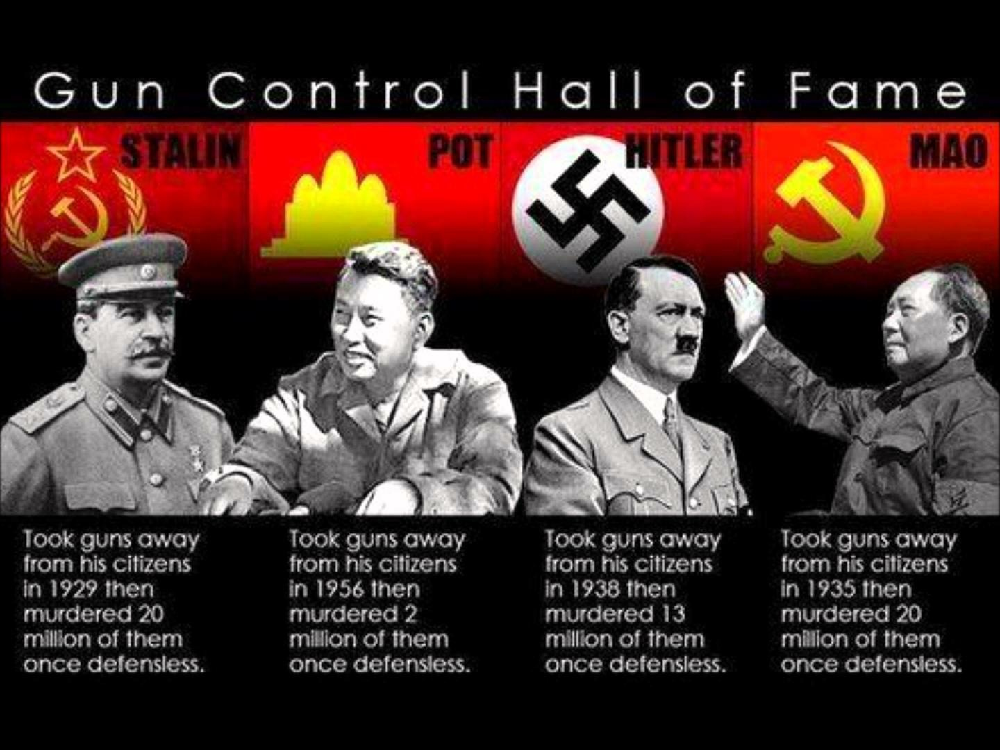 Gun Control Hall of Fame
STALIN
POT
HITLER
MAO
Took guns away
from his citizens
in 1929 then
murdered 20
million of them
once defensless.
Took guns away
from his citizens
in 1956 then
murdered 2
million of them
once defensless.
Took guns away
from his citizens
in 1938 then
murdered 13
million of them
once defensless.
Took guns away
from his citizens
in 1935 then
murdered 20
million of them
once defensless.